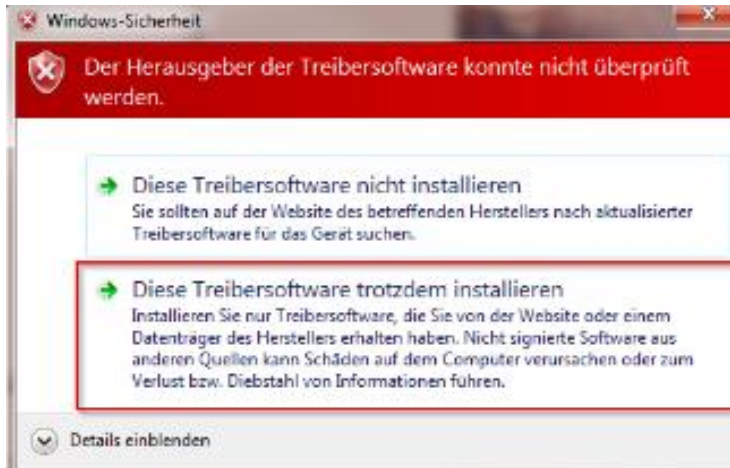 Windows-Sicherheit
Der Herausgeber der Treibersoftware konnte nicht überprüft
werden.
Diese Treibersoftware nicht installieren
Sie sollten auf der Website des betreffenden Herstellers nach aktualisierter
Treibersoftware für das Gerät suchen.
Diese Treibersoftware trotzdem installieren
Installieren Sie nur Treibersoftware, die Sie von der Website oder einem
Datenträger des Herstellers erhalten haben. Nicht signierte Software aus
anderen Quellen kann Schäden auf dem Computer verursachen oder zum
Verlust bzw. Diebstahl von Informationen führen.
Details einblenden